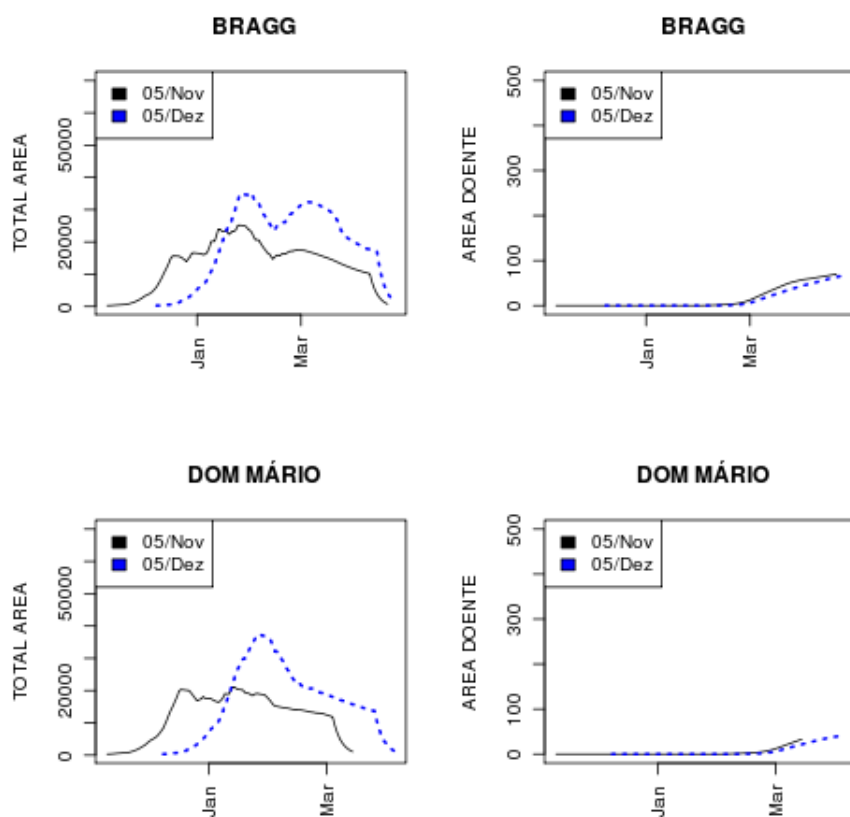 BRAGG
TOTAL AREA
0
20000
50000
05/Nov
05/Dez
Jan
Mar
BRAGG
AREA DOENTE
0
100
300
500
05/Nov
05/Dez
Jan
Mar
DOM MÁRIO
TOTAL AREA
0
20000
50000
05/Nov
05/Dez
Jan
Mar
DOM MÁRIO
AREA DOENTE
0
100
300
500
05/Nov
05/Dez
Jan
Mar